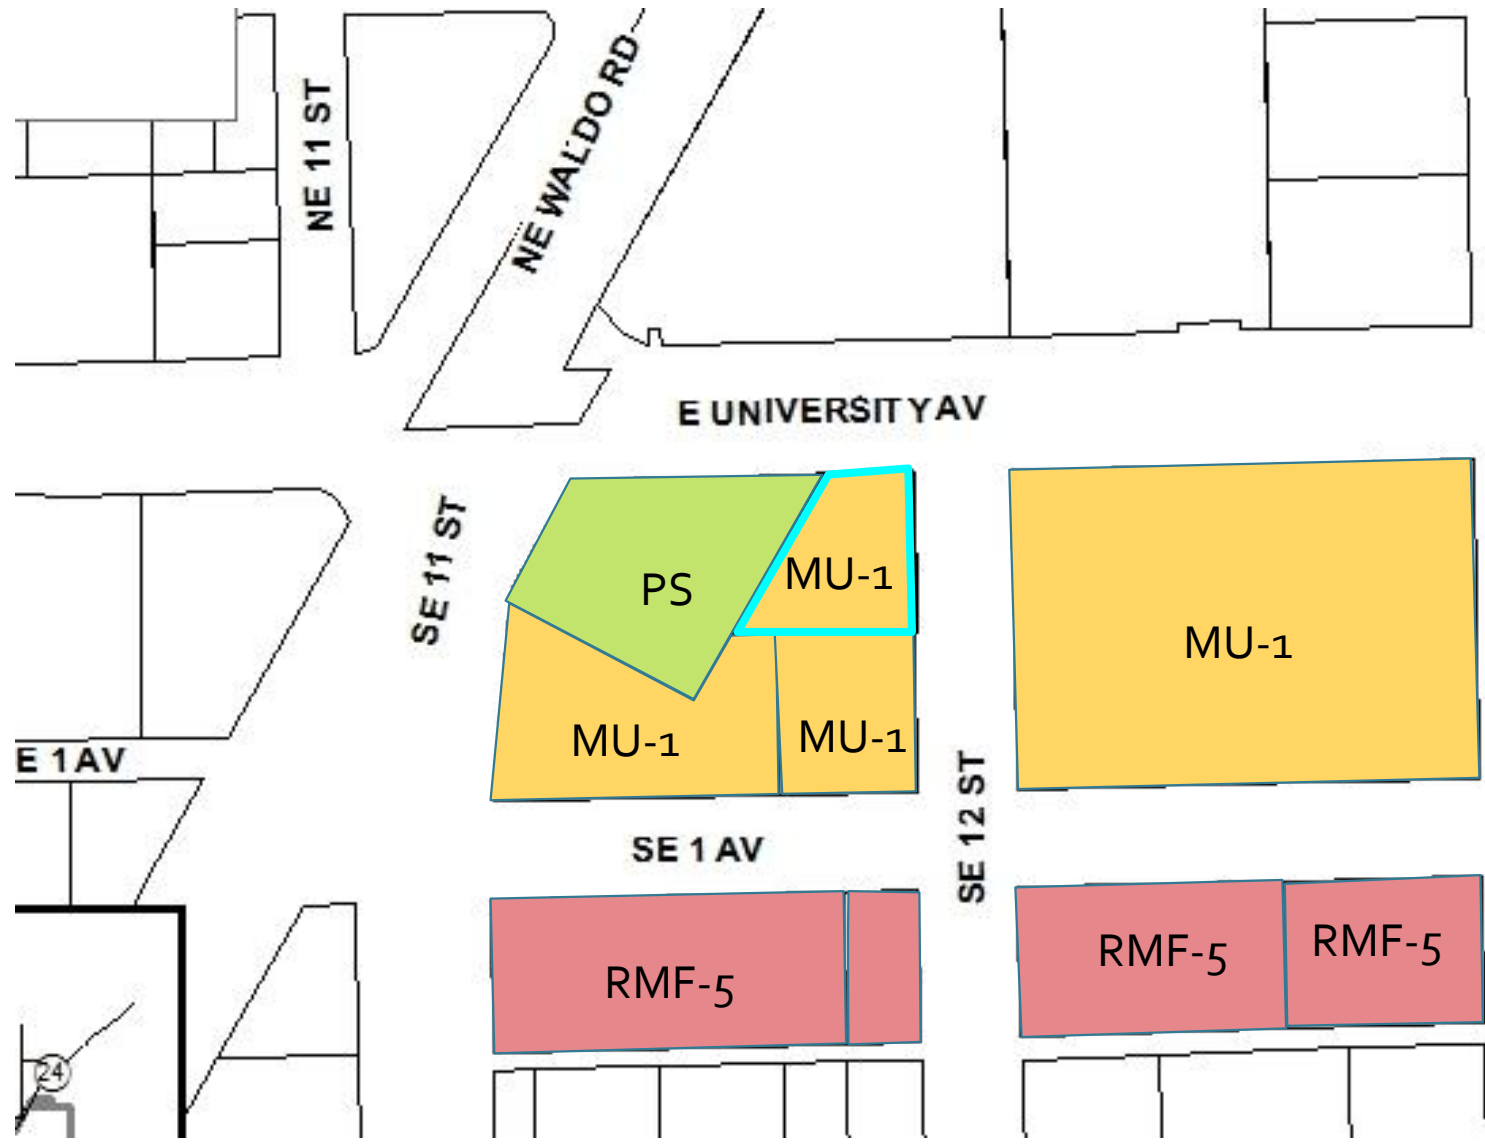 NE 11 ST
NE WALDO RD
E UNIVERSITY AV
SE 11 ST
PS
MU-1
MU-1
MU-1
MU-1
E 1 AV
SE 1 AV
SE 12 ST
RMF-5
RMF-5
RMF-5
24